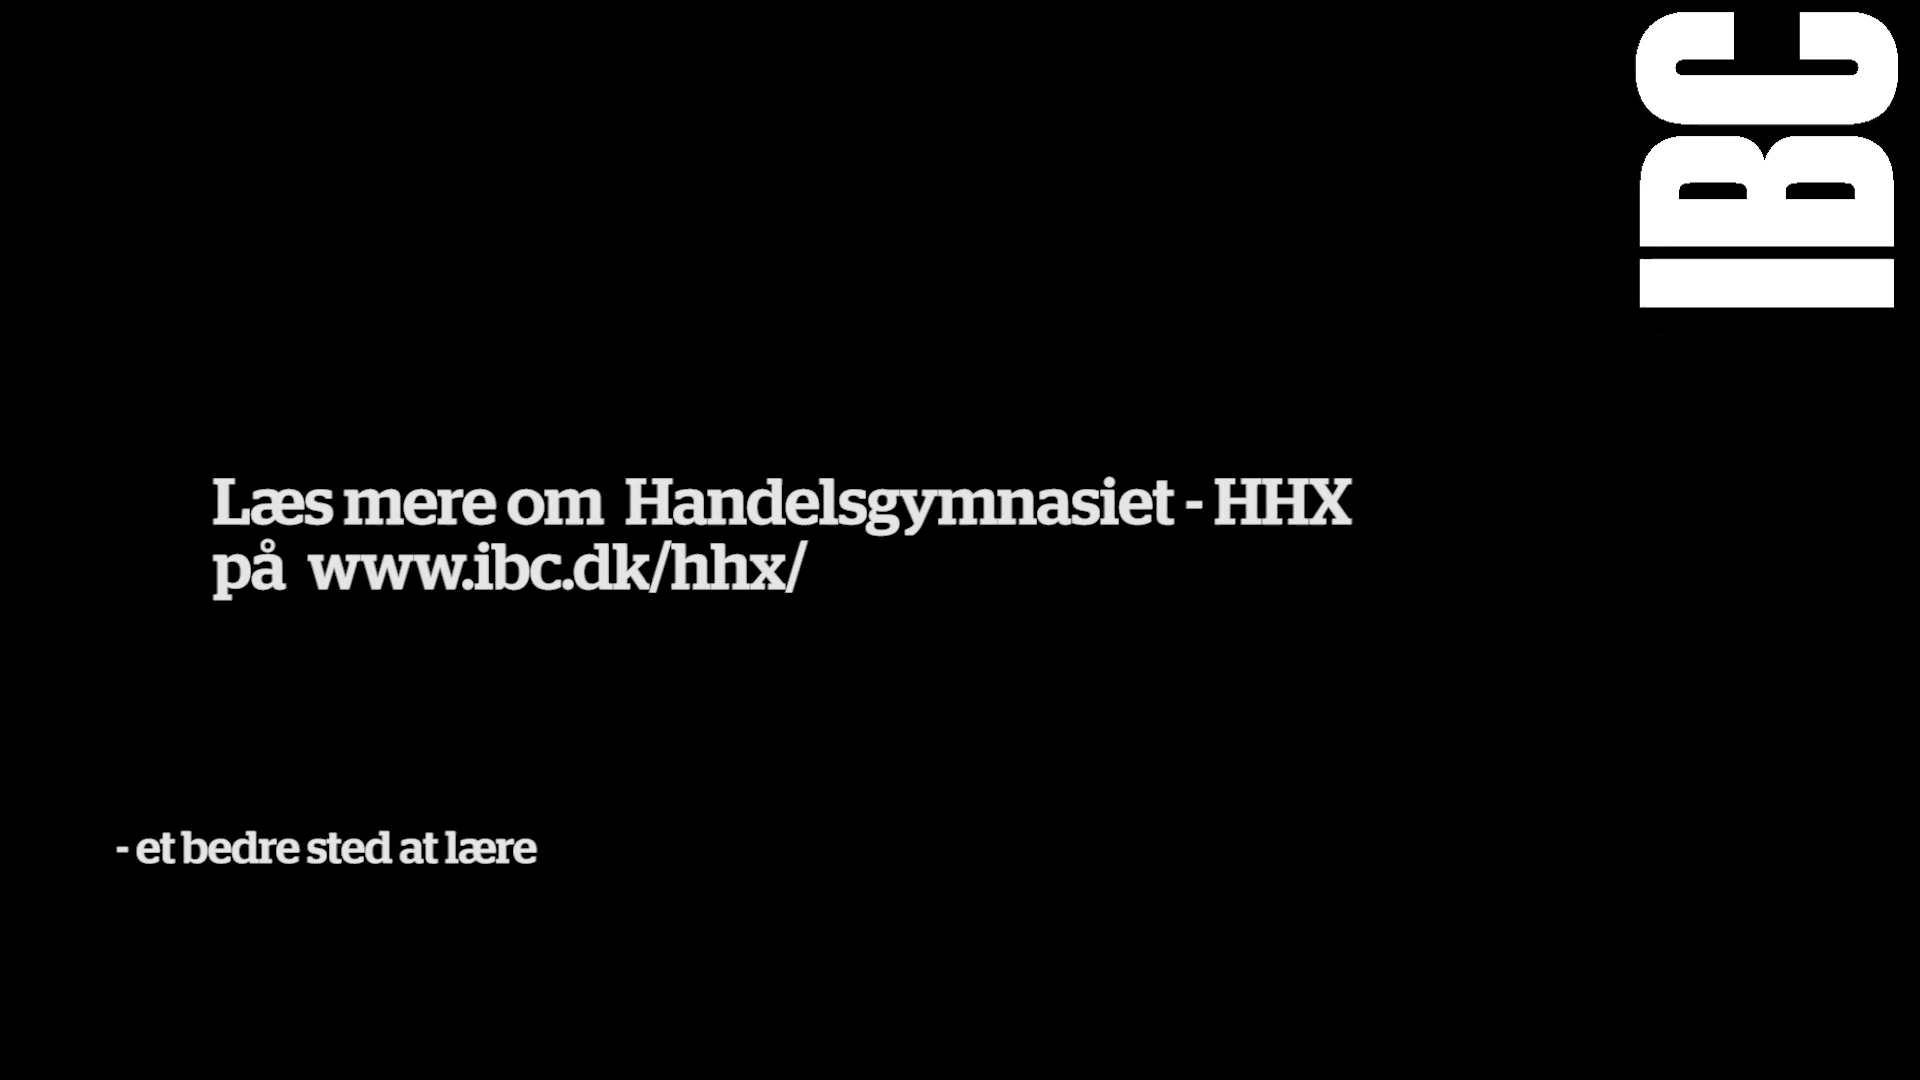 IBC
Læs mere om Handelsgymnasiet - HHX
på www.ibc.dk/hhx/
- et bedre sted at lære